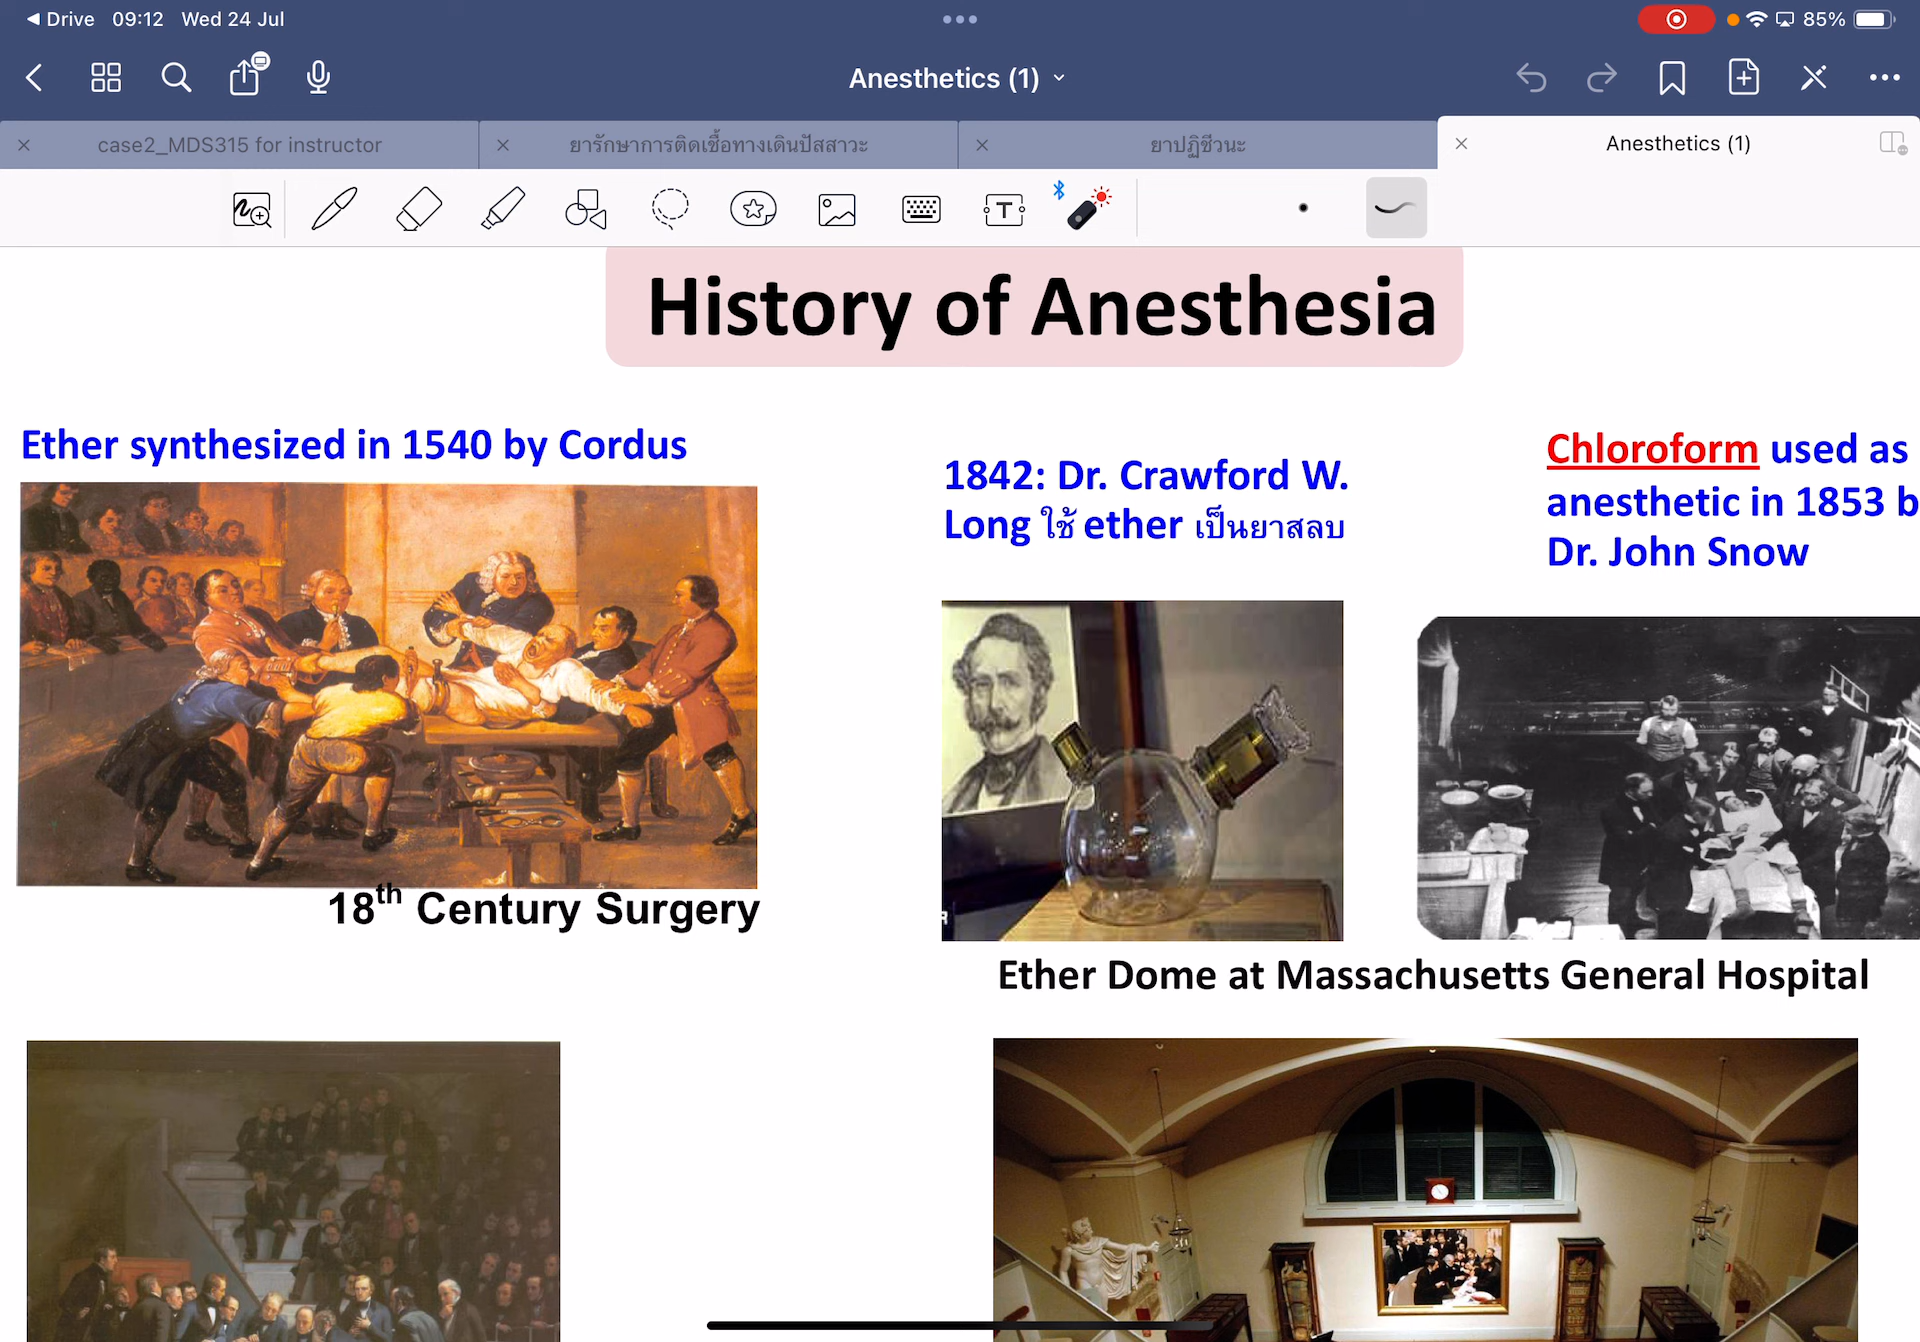 Drive 09:12 Wed 24 Jul
85%
Anesthetics (1)
case2_MDS315 for instructor
ยารักษาการติดเชื้อทางเดินปัสสาวะ
ยาปฏิชีวนะ
Anesthetics (1)
T
History of Anesthesia
Ether synthesized in 1540 by Cordus
18th Century Surgery
1842: Dr. Crawford W.
Long ใช้ ether เป็นยาสลบ
Chloroform used as
anesthetic in 1853 b
Dr. John Snow
Ether Dome at Massachusetts General Hospital